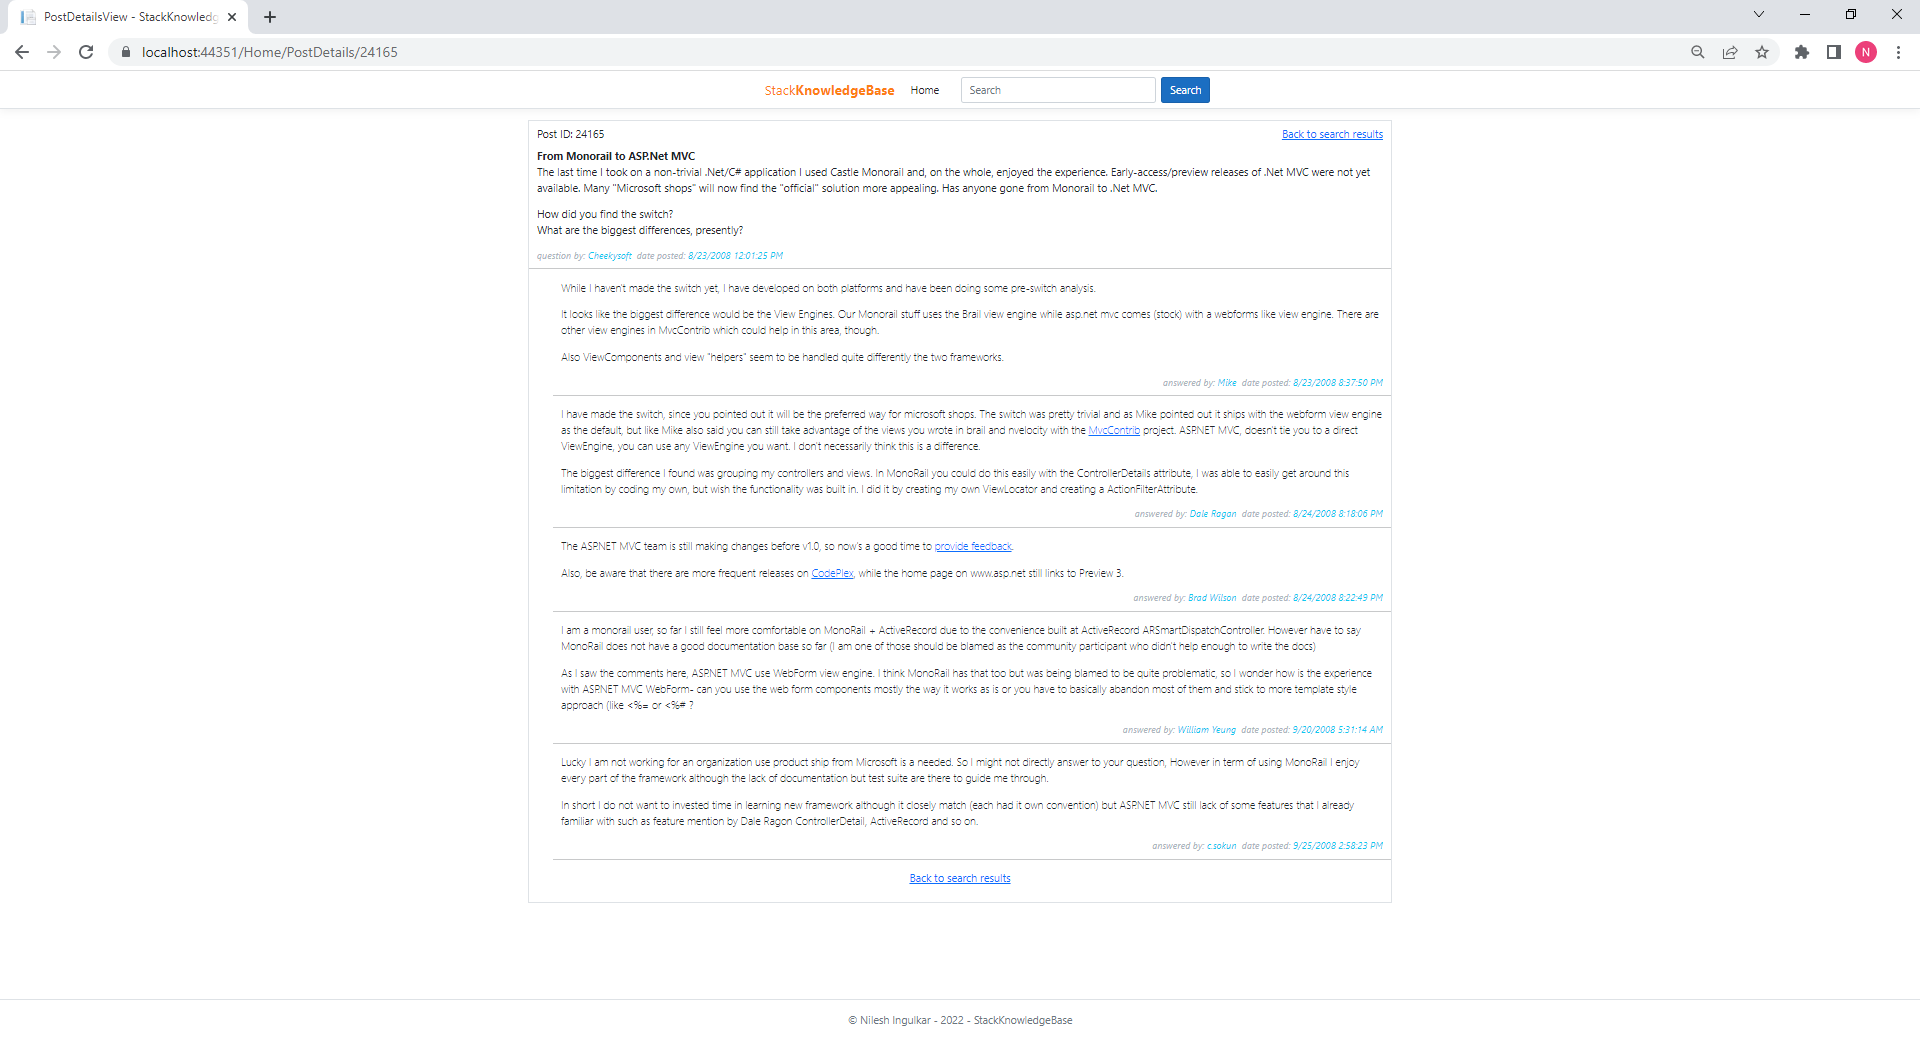 PostDetailsView - StackKnowledg
localhost:44351/Home/PostDetails/24165
N
StackKnowledgeBase Home Search Search
Post ID: 24165 Back to search results
From Monorail to ASP.Net MVC
The last time I took on a non-trivial .Net/C# application I used Castle Monorail and, on the whole, enjoyed the experience. Early-access/preview releases of .Net MVC were not yet
available. Many "Microsoft shops" will now find the "official" solution more appealing. Has anyone gone from Monorail to .Net MVC.
How did you find the switch?
What are the biggest differences, presently?
question by: Cheekysoft date posted: 8/23/2008 12:01:25 PM
While I haven't made the switch yet, I have developed on both platforms and have been doing some pre-switch analysis.
It looks like the biggest difference would be the View Engines. Our Monorail stuff uses the Brail view engine while asp.net mvc comes (stock) with a webforms like view engine. There are
other view engines in MvcContrib which could help in this area, though.
Also ViewComponents and view "helpers" seem to be handled quite differently the two frameworks.
answered by: Mike date posted: 8/23/2008 8:37:50 PM
I have made the switch, since you pointed out it will be the preferred way for microsoft shops. The switch was pretty trivial and as Mike pointed out it ships with the webform view engine
as the default, but like Mike also said you can still take advantage of the views you wrote in brail and nvelocity with the MvcContrib project. ASP.NET MVC, doesn't tie you to a direct
ViewEngine, you can use any ViewEngine you want. I don't necessarily think this is a difference.
The biggest difference I found was grouping my controllers and views. In MonoRail you could do this easily with the ControllerDetails attribute, I was able to easily get around this
limitation by coding my own, but wish the functionality was built in. I did it by creating my own ViewLocator and creating a ActionFilterAttribute.
answered by: Dale Ragan date posted: 8/24/2008 8:18:06 PM
The ASP.NET MVC team is still making changes before v1.0, so now's a good time to provide feedback.
Also, be aware that there are more frequent releases on CodePlex, while the home page on www.asp.net still links to Preview 3.
answered by: Brad Wilson date posted: 8/24/2008 8:22:49 PM
I am a monorail user, so far I still feel more comfortable on MonoRail + ActiveRecord due to the convenience built at ActiveRecord ARSmartDispatchController. However have to say
MonoRail does not have a good documentation base so far (I am one of those should be blamed as the community participant who didn't help enough to write the docs)
As I saw the comments here, ASP.NET MVC use WebForm view engine. I think MonoRail has that too but was being blamed to be quite problematic, so I wonder how is the experience
with ASP.NET MVC WebForm- can you use the web form components mostly the way it works as is or you have to basically abandon most of them and stick to more template style
approach (like <%= or <%# ?
answered by: William Yeung date posted: 9/20/2008 5:31:14 AM
Lucky I am not working for an organization use product ship from Microsoft is a needed. So I might not directly answer to your question, However in term of using MonoRail I enjoy
every part of the framework although the lack of documentation but test suite are there to guide me through.
In short I do not want to invested time in learning new framework although it closely match (each had it own convention) but ASP.NET MVC still lack of some features that I already
familiar with such as feature mention by Dale Ragon ControllerDetail, ActiveRecord and so on.
answered by: c.sokun date posted: 9/25/2008 2:58:23 PM
Back to search results
© Nilesh Ingulkar - 2022 - StackKnowledgeBase